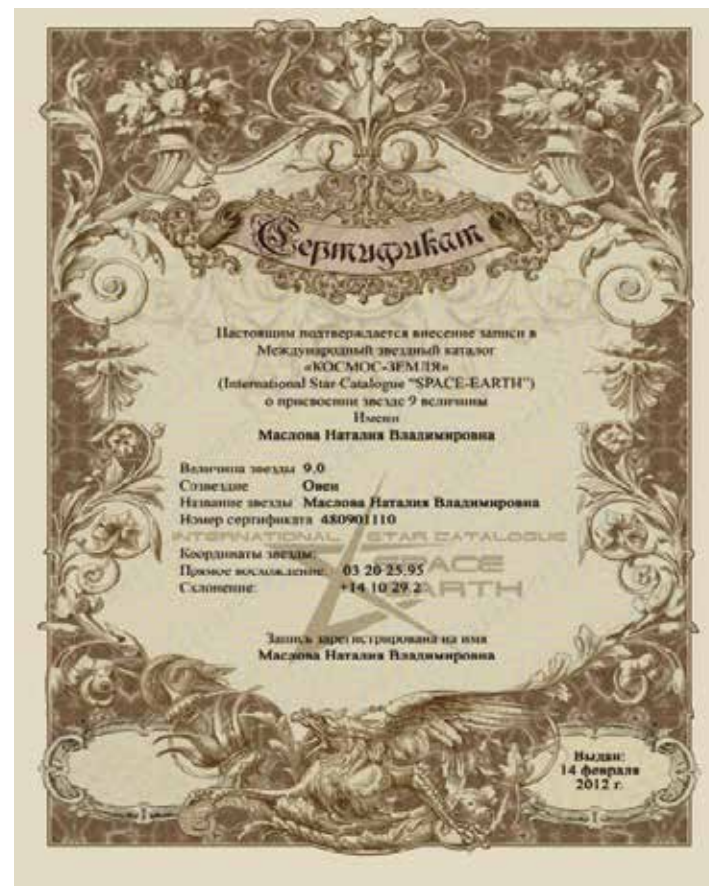 Сертификат
Настоящим подтверждается внесение записи в
Международный звездный каталог
«КОСМОС-ЗЕМЛЯ»
(International Star Catalogue “SPACE-EARTH”)
о присвоении звезде 9 величины
Имени
Маслова Наталия Владимировна
Величина звезды 9.0
Созвездие Овен
Название звезды Маслова Наталия Владимировна
Номер сертификата 480901110
INTERNATIONAL STAR CATALOGUE
Координаты звезды:
SPACE
Прямое восхождение: 03 20 25.95
Склонение: +14 10 29 2
EARTH
Запись зарегистрирована на имя
Маслова Наталия Владимировна
Выдан:
14 февраля
2012 г.